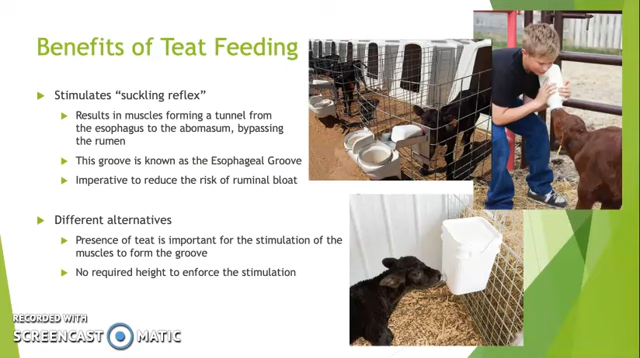 Benefits of Teat Feeding
Stimulates “suckling reflex”
Results in muscles forming a tunnel from
the esophagus to the abomasum, bypassing
the rumen
This groove is known as the Esophageal Groove
Imperative to reduce the risk of ruminal bloat
Different alternatives
Presence of teat is important for the stimulation of the
muscles to form the groove
No required height to enforce the stimulation
RECORDED WITH
SCREENCAST MATIC